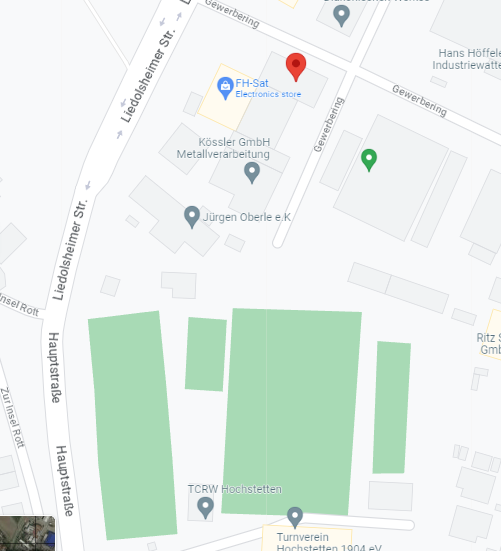 Gewerbering
Liedolsheimer Str.
Hans Höffele
Industriewatte
FH-Sat
Electronics store
Gewerbering
Gewerbering
Kössler GmbH
Metallverarbeitung
Jürgen Oberle e.K
Liedolsheimer Str.
Insel Rott
Hauptstraße
Ritz S
Gmb
Zur Insel Rott
Hauptstraße
TCRW Hochstetten
Turnverein
Hochstetten 1904 eV